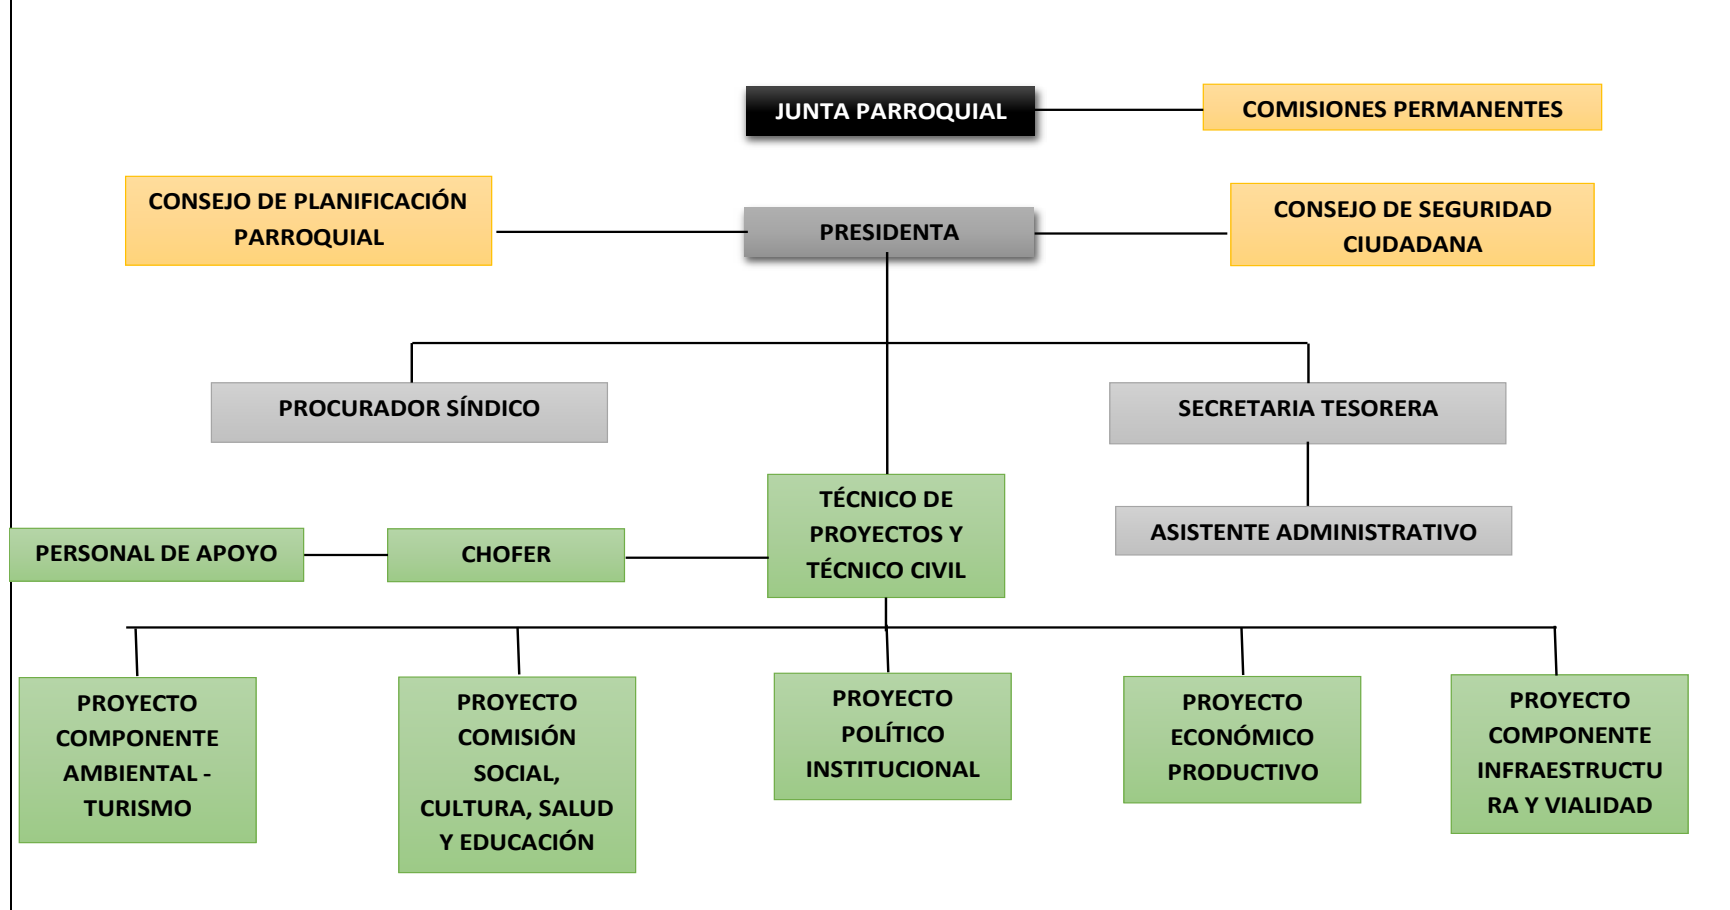 JUNTA PARROQUIAL
COMISIONES PERMANENTES
CONSEJO DE PLANIFICACIÓN
PARROQUIAL
PRESIDENTA
CONSEJO DE SEGURIDAD
CIUDADANA
PROCURADOR SÍNDICO
SECRETARIA TESORERA
TÉCNICO DE
PROYECTOS Y
TÉCNICO CIVIL
ASISTENTE ADMINISTRATIVO
PERSONAL DE APOYO
CHOFER
PROYECTO
COMPONENTE
AMBIENTAL -
TURISMO
PROYECTO
COMISIÓN
SOCIAL,
CULTURA, SALUD
Y EDUCACIÓN
PROYECTO
POLÍTICO
INSTITUCIONAL
PROYECTO
ECONÓMICO
PRODUCTIVO
PROYECTO
COMPONENTE
INFRAESTRUCTU
RA Y VIALIDAD